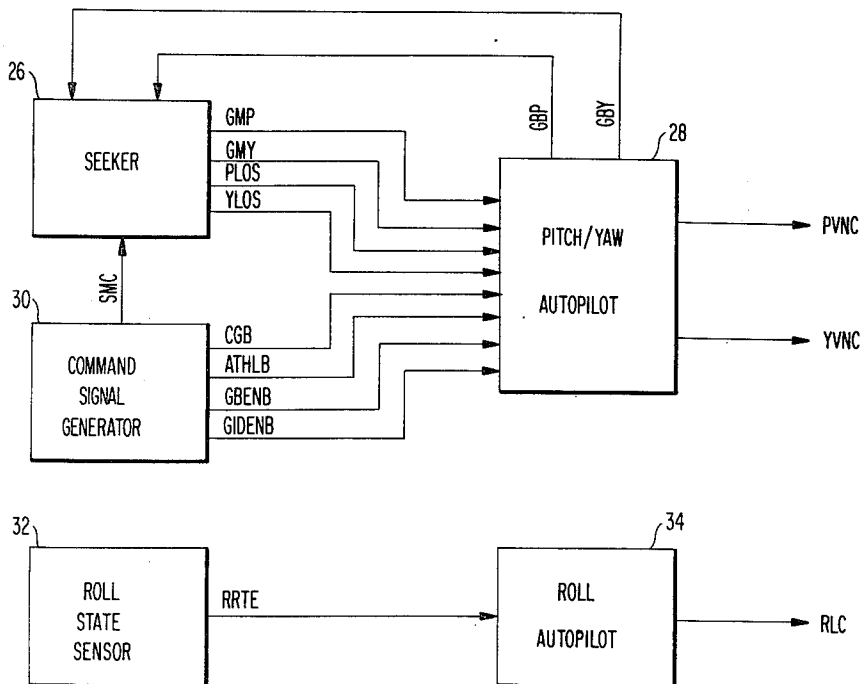 26
SEEKER
GMP
GMY
PLOS
YLOS
GBP
GBY
28
PITCH/YAW
AUTOPILOT
PVNC
YVNC
SMC
30
COMMAND
SIGNAL
GENERATOR
CGB
ATHLB
GBENB
GIDENB
32
ROLL
STATE
SENSOR
RRTE
34
ROLL
AUTOPILOT
RLC